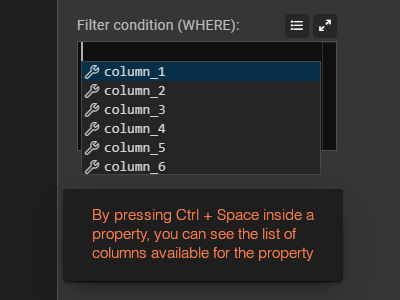 Filter condition (WHERE):
column_1
column_2
column_3
column_4
column_5
column_6
By pressing Ctrl + Space inside a
property, you can see the list of
columns available for the property